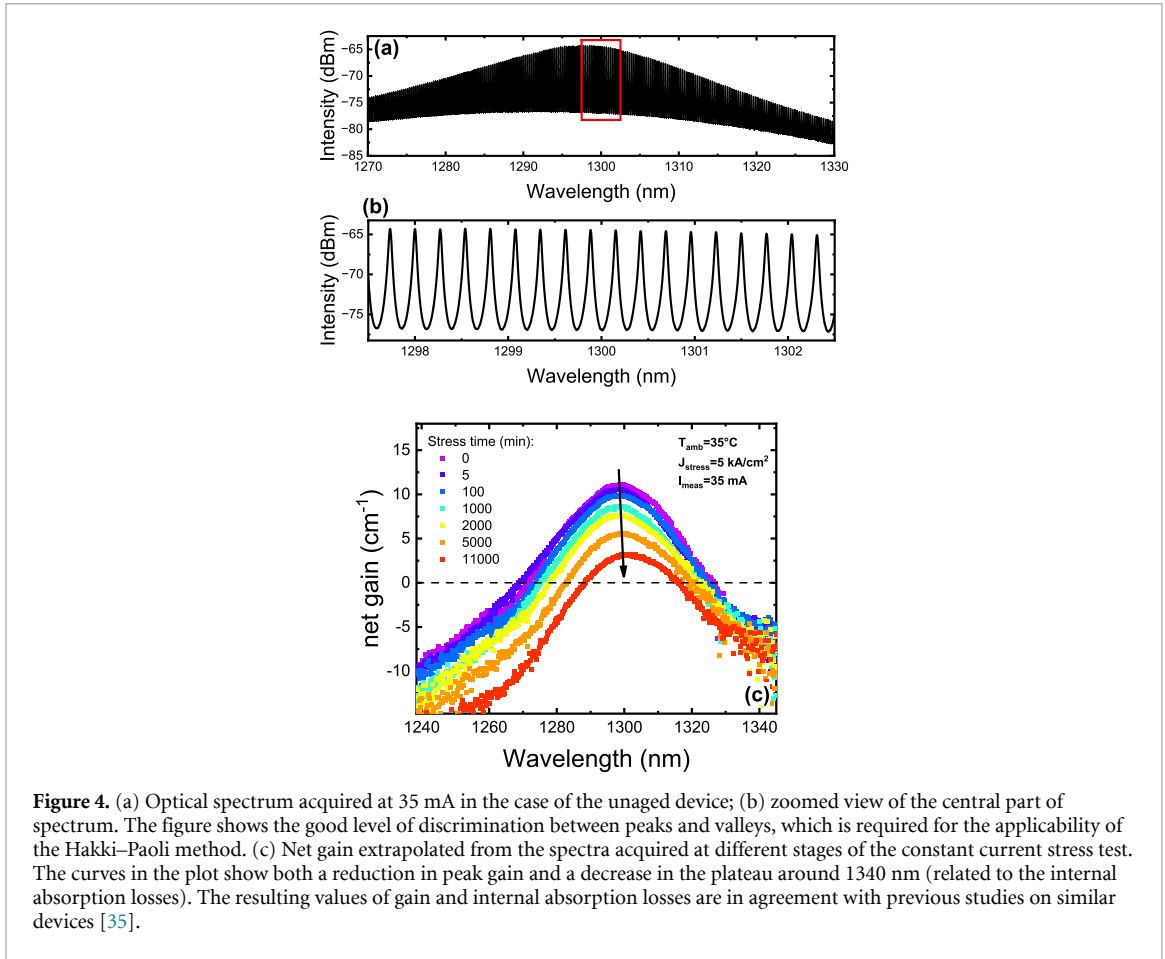 (a)
Intensity (dBm)
−65
−70
−75
−80
−85
1270 1280 1290 1300 1310 1320 1330
Wavelength (nm)
(b)
Intensity (dBm)
−65
−70
−75
1298 1299 1300 1301 1302
Wavelength (nm)
net gain (cm⁻¹)
15
10
5
0
-5
-10
Stress time (min):
0
5
100
1000
2000
5000
11000
T_amb=35°C
J_stress=5 kA/cm²
I_meas=35 mA
(c)
1240 1260 1280 1300 1320 1340
Wavelength (nm)
Figure 4. (a) Optical spectrum acquired at 35 mA in the case of the unaged device; (b) zoomed view of the central part of
spectrum. The figure shows the good level of discrimination between peaks and valleys, which is required for the applicability of
the Hakki–Paoli method. (c) Net gain extrapolated from the spectra acquired at different stages of the constant current stress test.
The curves in the plot show both a reduction in peak gain and a decrease in the plateau around 1340 nm (related to the internal
absorption losses). The resulting values of gain and internal absorption losses are in agreement with previous studies on similar
devices [35].